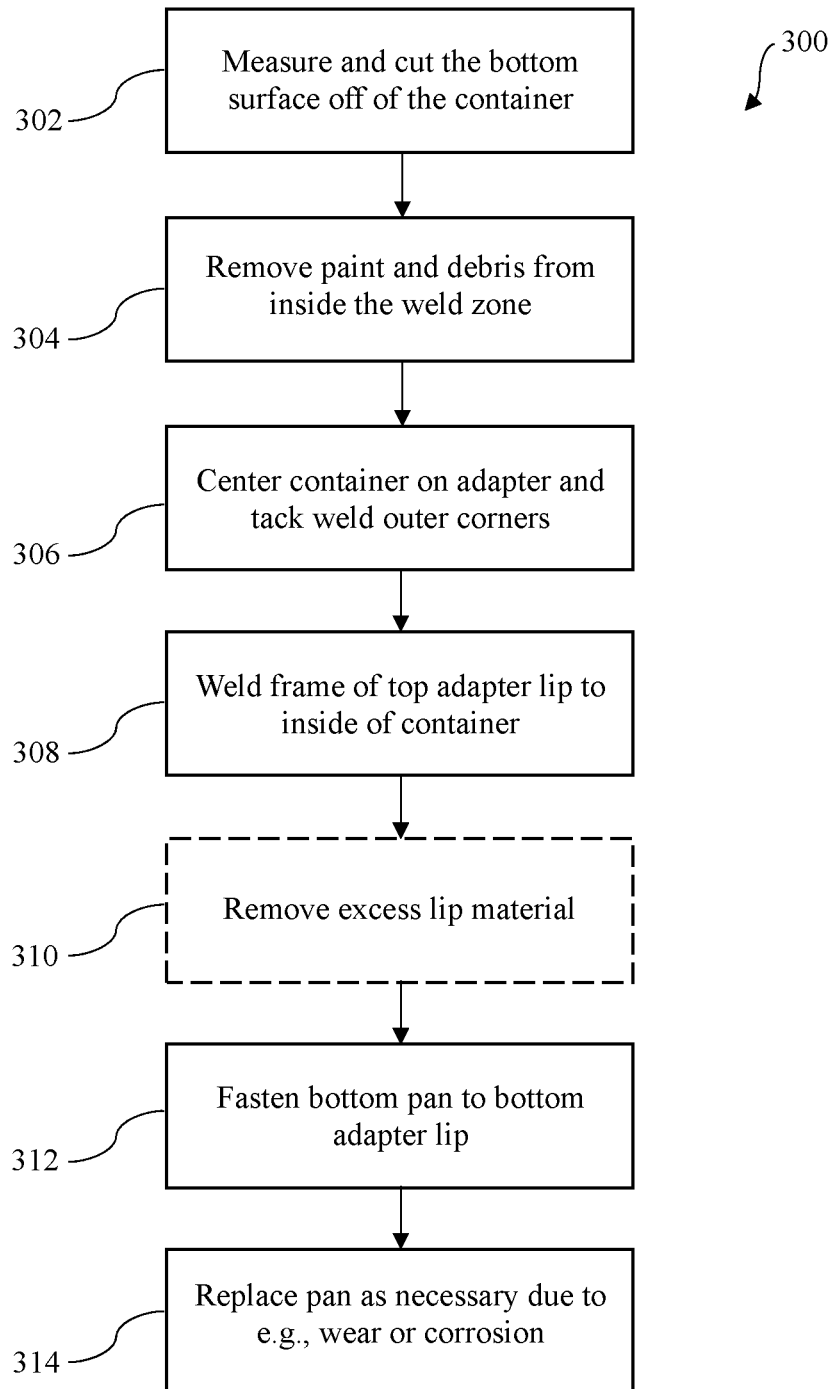 300
Measure and cut the bottom
surface off of the container
302
Remove paint and debris from
inside the weld zone
304
Center container on adapter and
tack weld outer corners
306
Weld frame of top adapter lip to
inside of container
308
Remove excess lip material
310
Fasten bottom pan to bottom
adapter lip
312
Replace pan as necessary due to
e.g., wear or corrosion
314